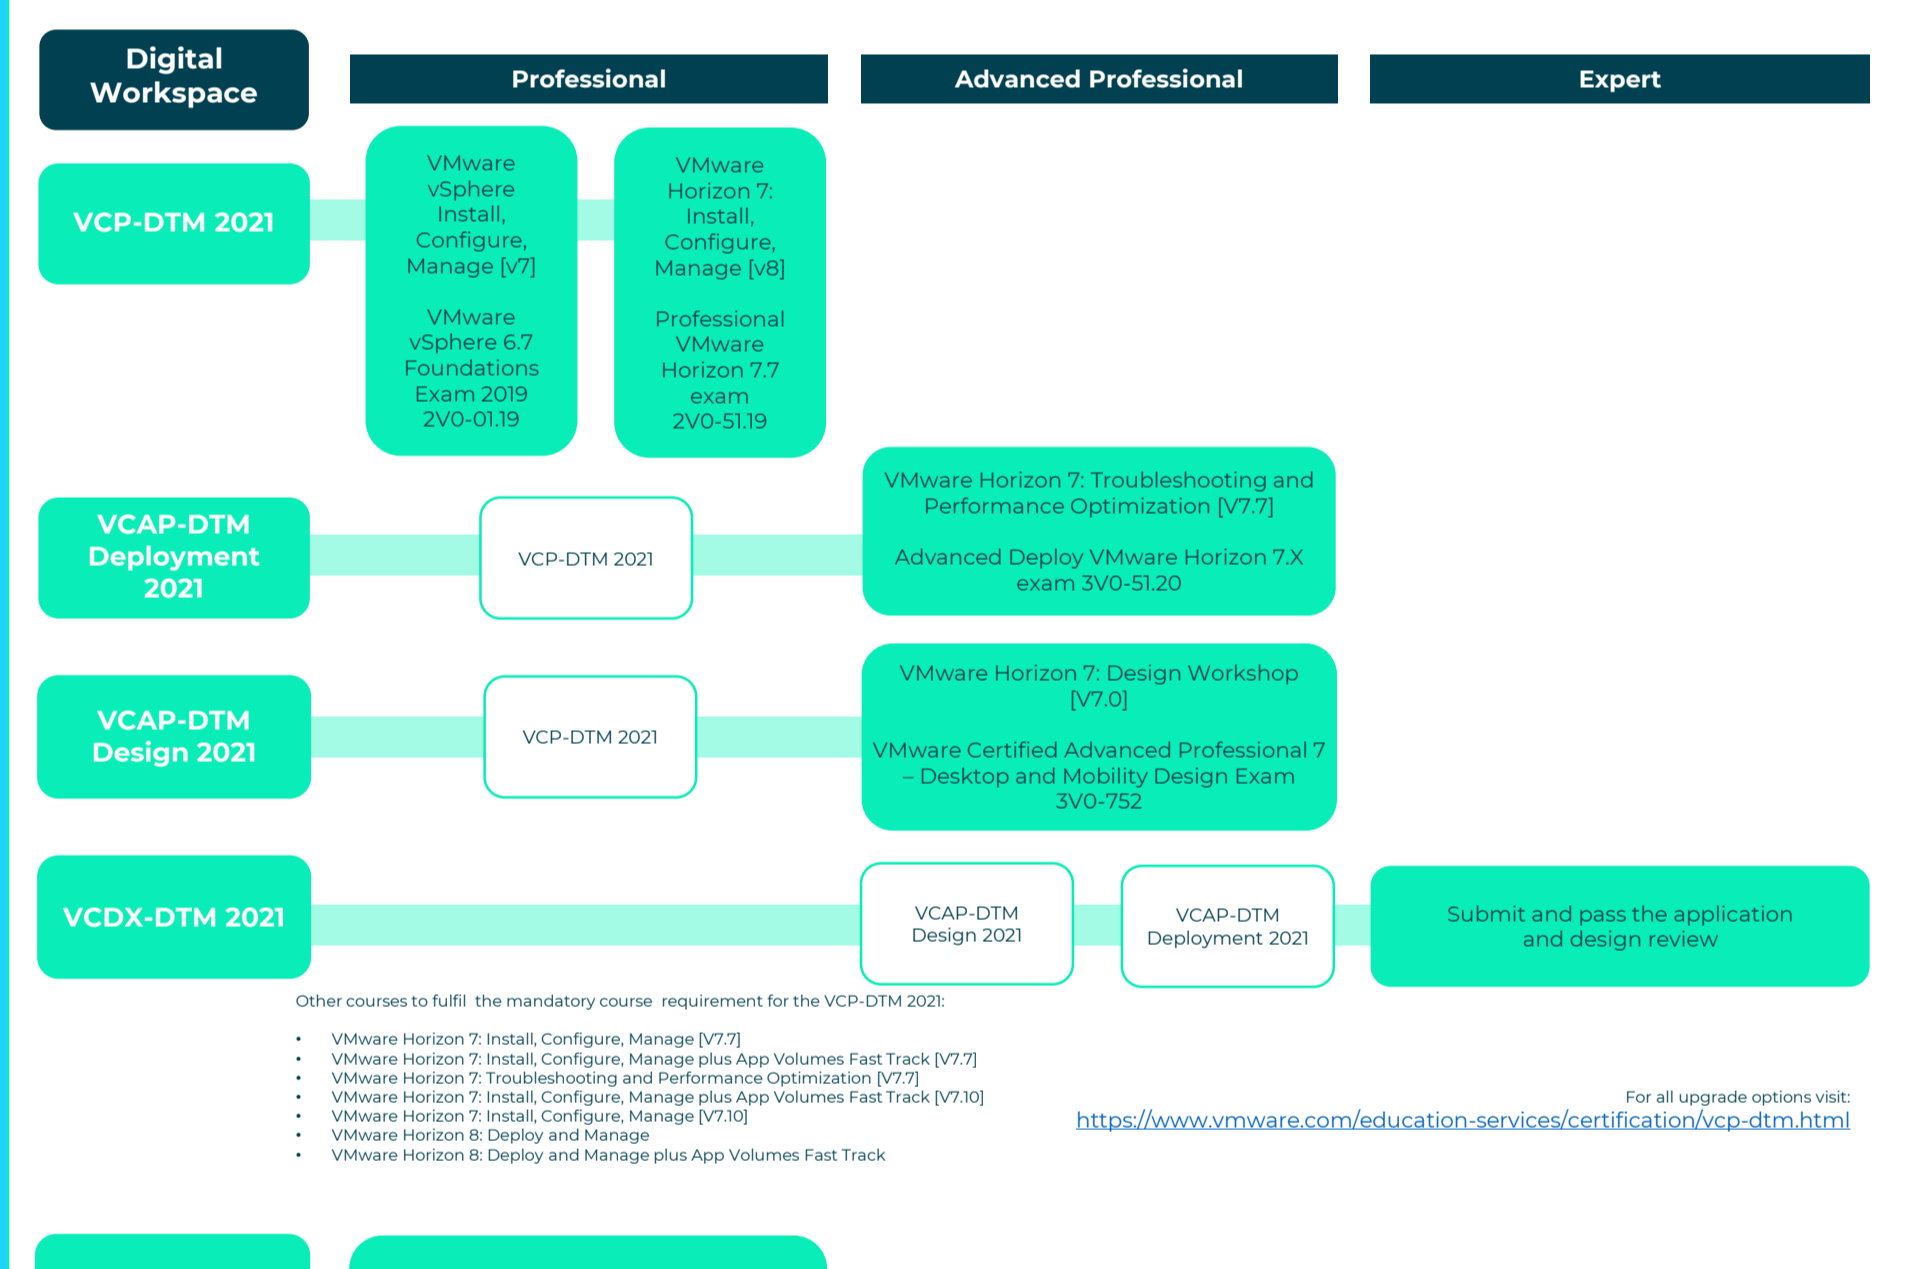 Digital
Workspace
Professional
Advanced Professional
Expert
VCP-DTM 2021
VMware
vSphere
Install,
Configure,
Manage [v7]
VMware
vSphere 6.7
Foundations
Exam 2019
2V0-01.19
VMware
Horizon 7:
Install,
Configure,
Manage [v8]
Professional
VMware
Horizon 7.7
exam
2V0-51.19
VCAP-DTM
Deployment
2021
VCP-DTM 2021
VMware Horizon 7: Troubleshooting and
Performance Optimization [V7.7]
Advanced Deploy VMware Horizon 7.X
exam 3V0-51.20
VCAP-DTM
Design 2021
VCP-DTM 2021
VMware Horizon 7: Design Workshop
[V7.0]
VMware Certified Advanced Professional 7
– Desktop and Mobility Design Exam
3V0-752
VCDX-DTM 2021
VCAP-DTM
Design 2021
VCAP-DTM
Deployment 2021
Submit and pass the application
and design review
Other courses to fulfil the mandatory course requirement for the VCP-DTM 2021:
• VMware Horizon 7: Install, Configure, Manage [V7.7]
• VMware Horizon 7: Install, Configure, Manage plus App Volumes Fast Track [V7.7]
• VMware Horizon 7: Troubleshooting and Performance Optimization [V7.7]
• VMware Horizon 7: Install, Configure, Manage plus App Volumes Fast Track [V7.10]
• VMware Horizon 7: Install, Configure, Manage [V7.10]
• VMware Horizon 8: Deploy and Manage
• VMware Horizon 8: Deploy and Manage plus App Volumes Fast Track
For all upgrade options visit:
https://www.vmware.com/education-services/certification/vcp-dtm.html